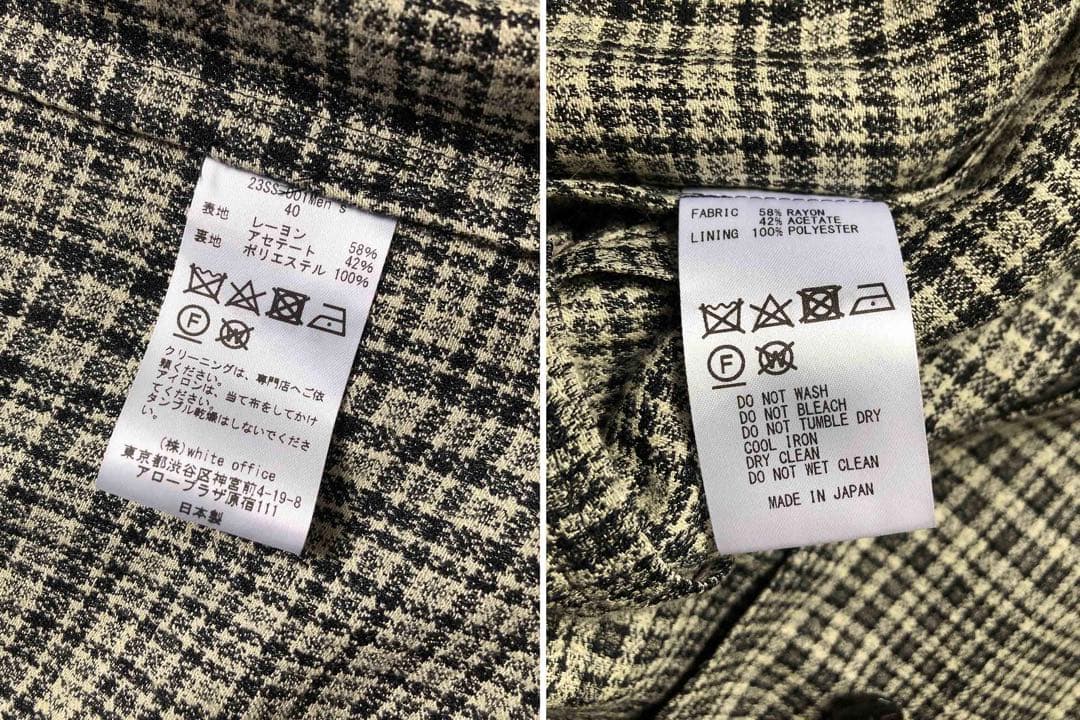 23SS-001Men's
40
表地 レーヨン 58%
アセテート 42%
裏地 ポリエステル 100%
F
W
クリーニングは、専門店へご依
頼ください。
アイロンは、当て布をしてかけ
てください。
タンブル乾燥はしないでくださ
い。
(株)white office
東京都渋谷区神宮前4-19-8
アロープラザ原宿111
日本製
FABRIC 58% RAYON
42% ACETATE
LINING 100% POLYESTER
F
W
DO NOT WASH
DO NOT BLEACH
DO NOT TUMBLE DRY
COOL IRON
DRY CLEAN
DO NOT WET CLEAN
MADE IN JAPAN